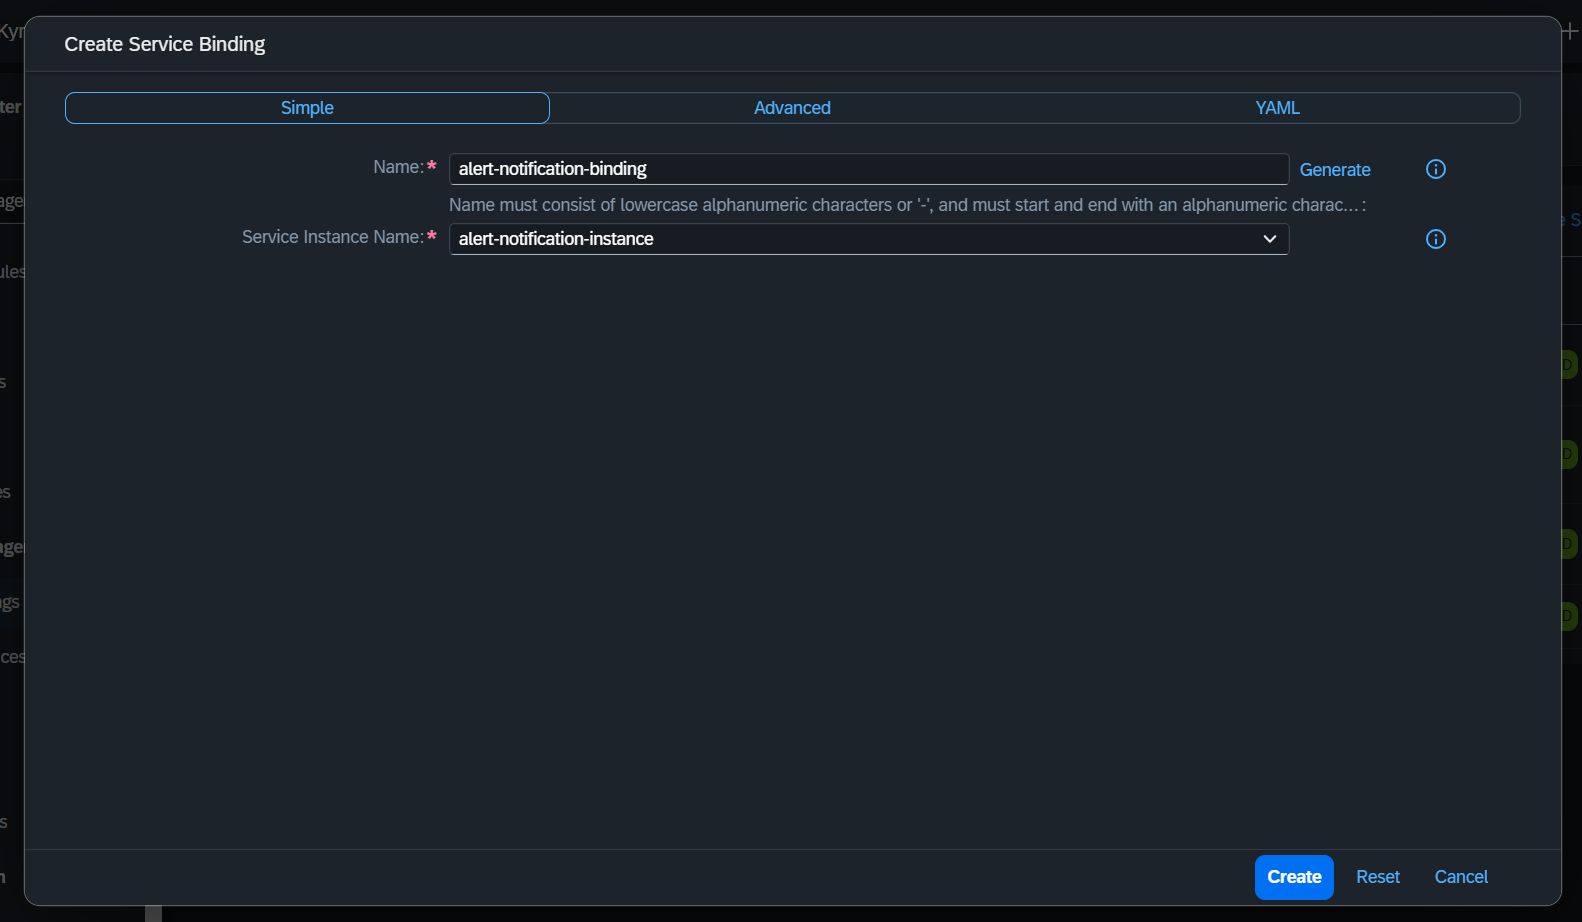 Create Service Binding
Simple
Advanced
YAML
Name:*
alert-notification-binding
Generate
Name must consist of lowercase alphanumeric characters or '-', and must start and end with an alphanumeric charac... :
Service Instance Name:*
alert-notification-instance
Create
Reset
Cancel